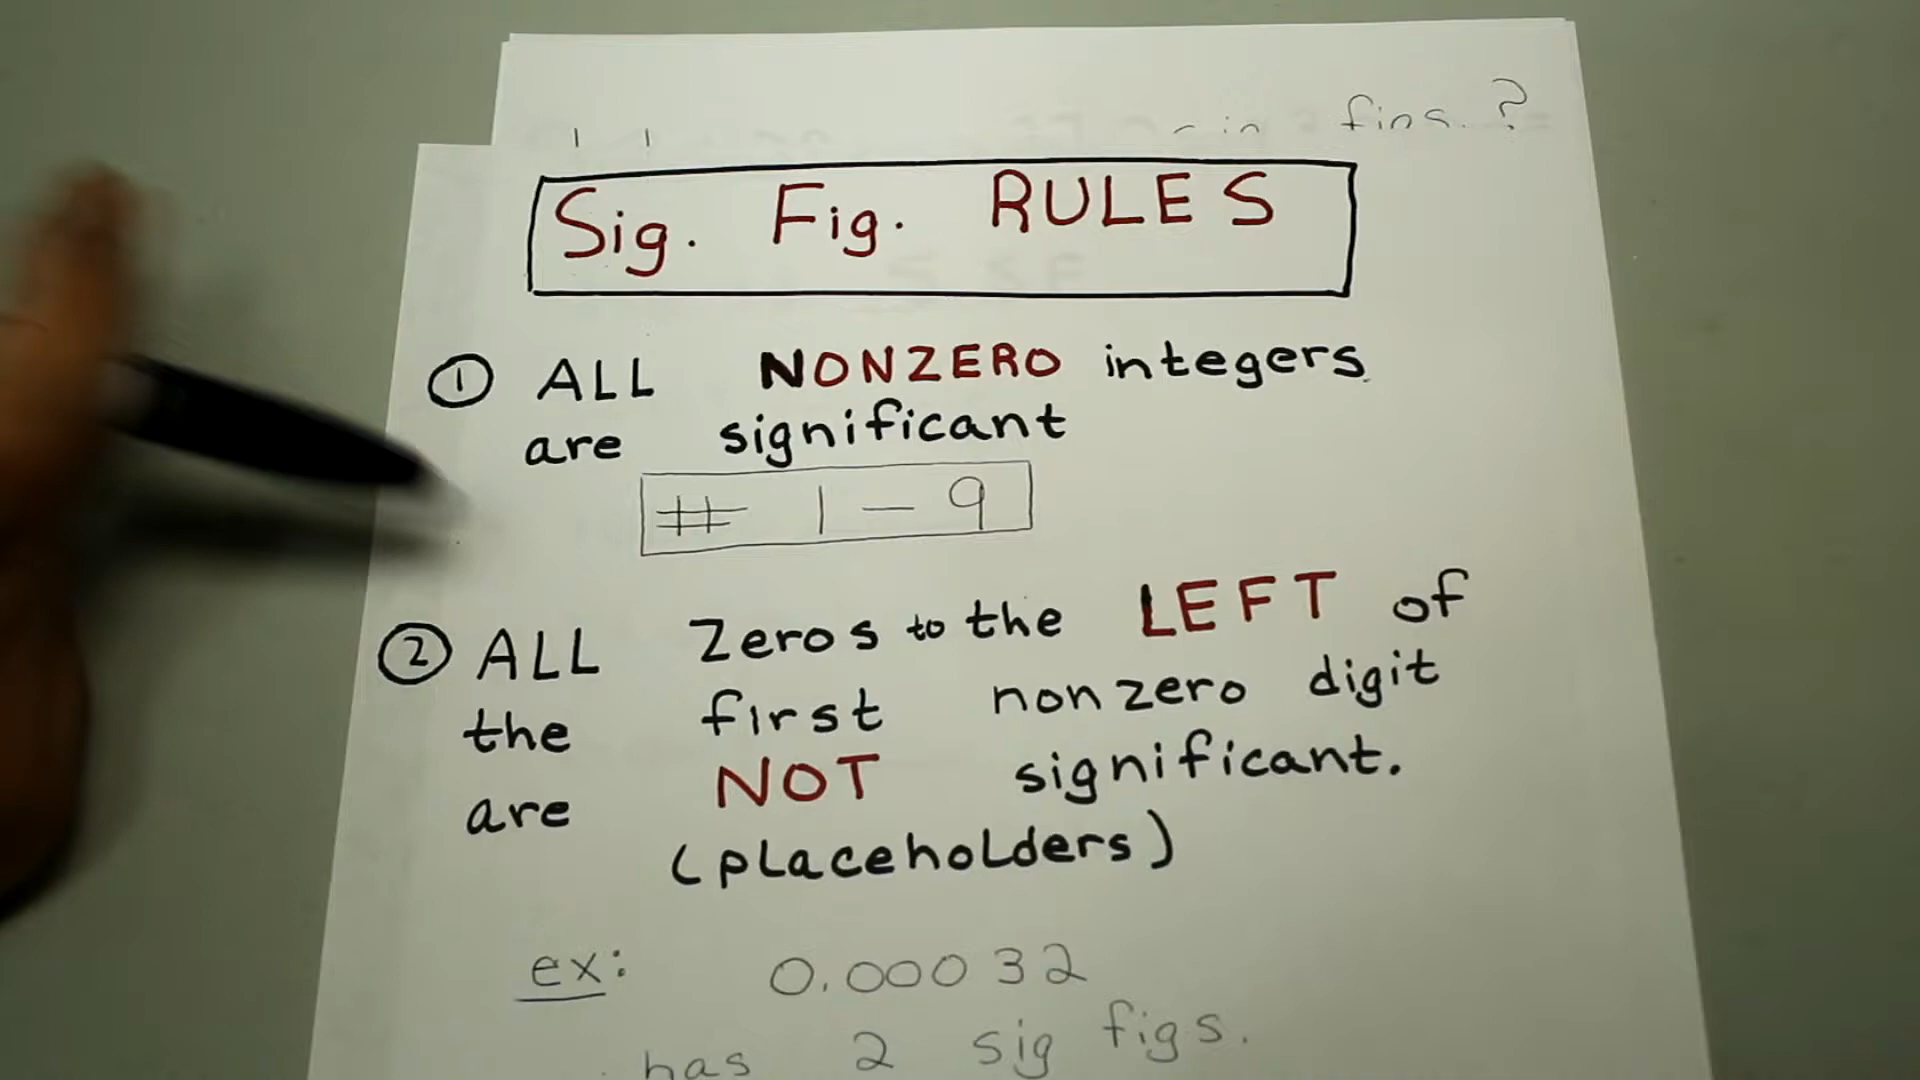 figs. ?
Sig. Fig. RULES
① ALL NONZERO integers
are significant
# 1 – 9
② ALL Zeros to the LEFT of
the first nonzero digit
are NOT significant.
(placeholders)
ex: 0.00032
has 2 sig figs.